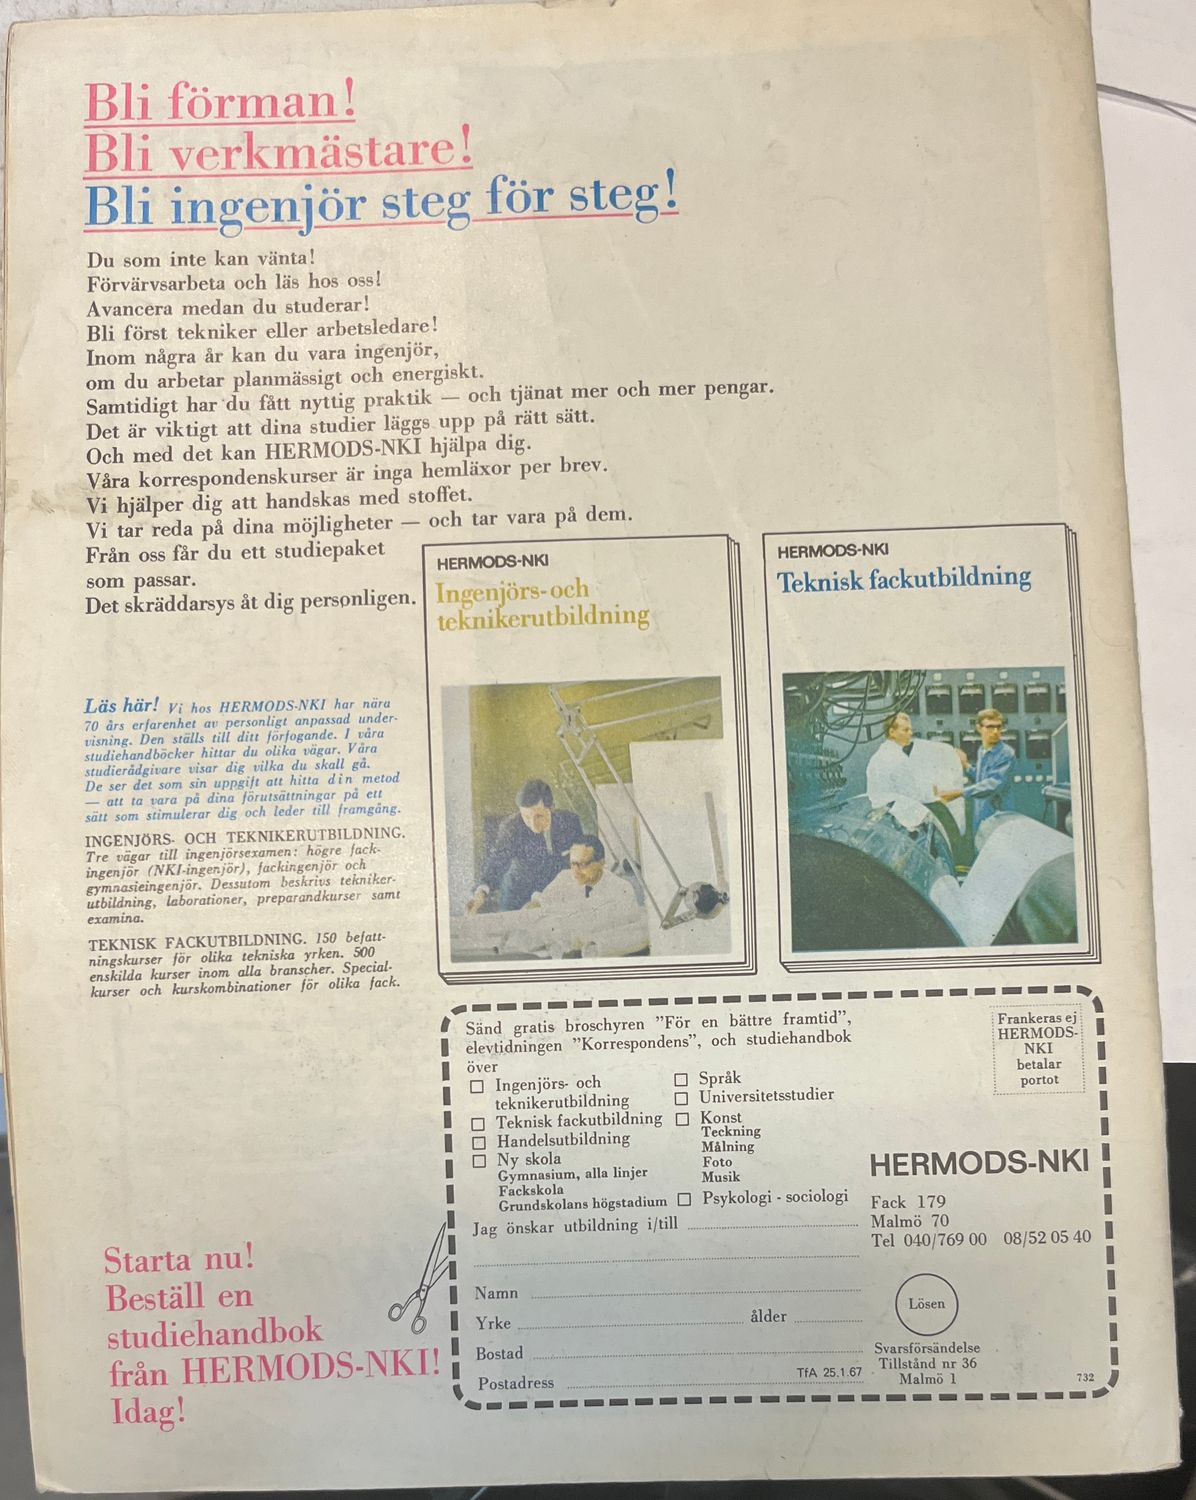 Bli förman!
Bli verkmästare!
Bli ingenjör steg för steg!
Du som inte kan vänta!
Förvärvsarbeta och läs hos oss!
Avancera medan du studerar!
Bli först tekniker eller arbetsledare!
Inom några år kan du vara ingenjör,
om du arbetar planmässigt och energiskt.
Samtidigt har du fått nyttig praktik — och tjänat mer och mer pengar.
Det är viktigt att dina studier läggs upp på rätt sätt.
Och med det kan HERMODS-NKI hjälpa dig.
Våra korrespondenskurser är inga hemläxor per brev.
Vi hjälper dig att handskas med stoffet.
Vi tar reda på dina möjligheter — och tar vara på dem.
Från oss får du ett studiepaket
som passar.
Det skräddarsys åt dig personligen.
HERMODS-NKI
Ingenjörs- och
teknikerutbildning
HERMODS-NKI
Teknisk fackutbildning
Läs här! Vi hos HERMODS-NKI har nära
70 års erfarenhet av personligt anpassad under-
visning. Den ställs till ditt förfogande. I våra
studiehandböcker hittar du olika vägar. Våra
studierådgivare visar dig vilka du skall gå.
De ser det som sin uppgift att hitta din metod
— att ta vara på dina förutsättningar på ett
sätt som stimulerar dig och leder till framgång.
INGENJÖRS- OCH TEKNIKERUTBILDNING.
Tre vägar till ingenjörsexamen: högre fack-
ingenjör (NKI-ingenjör), fackingenjör och
gymnasieingenjör. Dessutom beskrivs tekniker-
utbildning, laborationer, preparandkurser samt
examina.
TEKNISK FACKUTBILDNING. 150 befatt-
ningskurser för olika tekniska yrken. 500
enskilda kurser inom alla branscher. Special-
kurser och kurskombinationer för olika fack.
Starta nu!
Beställ en
studiehandbok
från HERMODS-NKI!
Idag!
Sänd gratis broschyren "För en bättre framtid",
elevtidningen "Korrespondens", och studiehandbok
över
Ingenjörs- och
teknikerutbildning
Teknisk fackutbildning
Handelsutbildning
Ny skola
Gymnasium, alla linjer
Fackskola
Grundskolans högstadium
Språk
Universitetsstudier
Konst
Teckning
Målning
Foto
Musik
Psykologi - sociologi
Jag önskar utbildning i/till
Namn
Yrke ålder
Bostad
Postadress
TfA 25.1.67
Frankeras ej
HERMODS-
NKI
betalar
portot
HERMODS-NKI
Fack 179
Malmö 70
Tel 040/769 00 08/52 05 40
Lösen
Svarsförsändelse
Tillstånd nr 36
Malmö 1
732